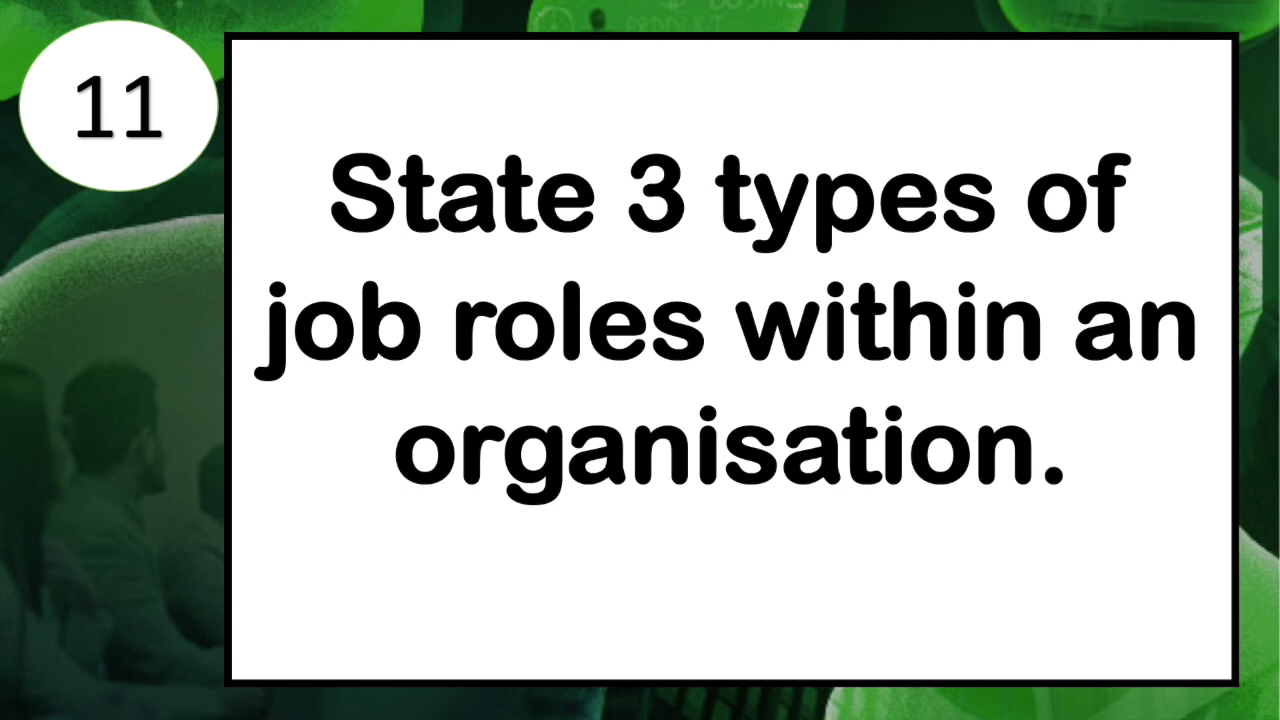 11
State 3 types of
job roles within an
organisation.